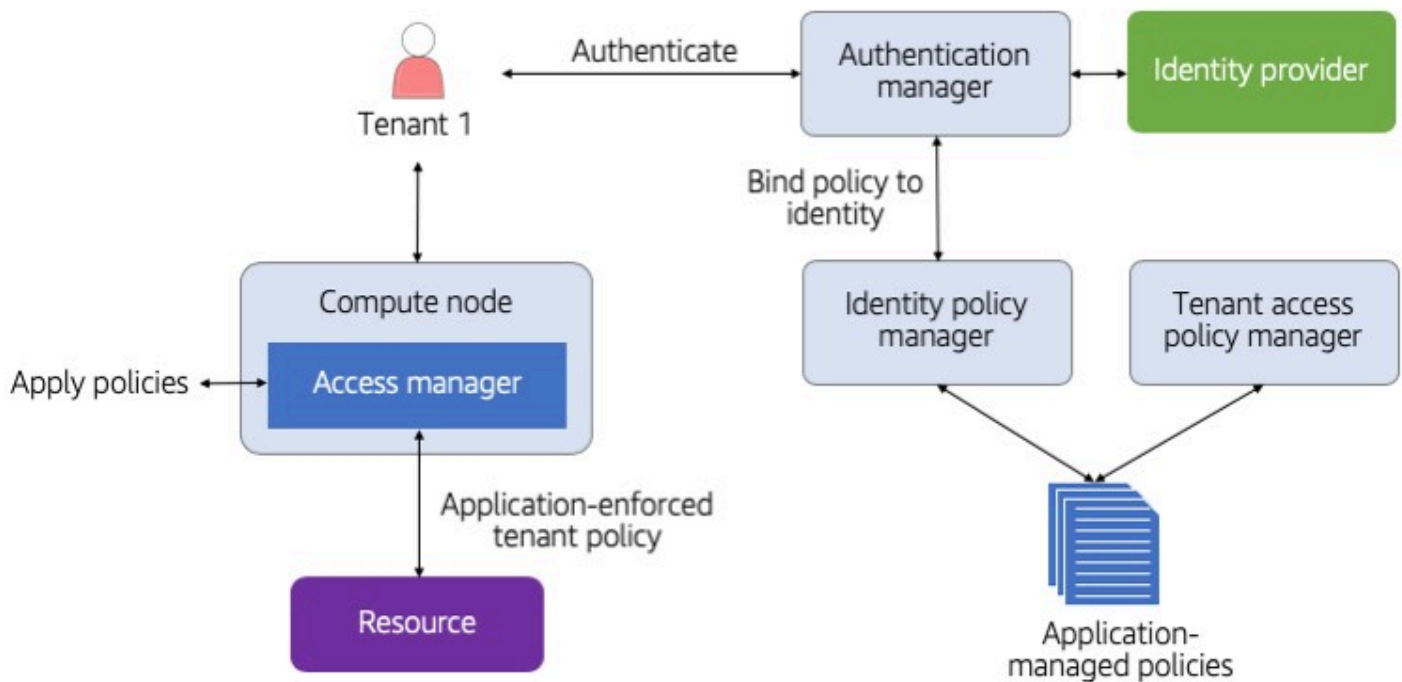 Authenticate
Authentication
manager
Identity provider
Tenant 1
Bind policy to
identity
Compute node
Access manager
Apply policies
Identity policy
manager
Tenant access
policy manager
Application-enforced
tenant policy
Resource
Application-
managed policies